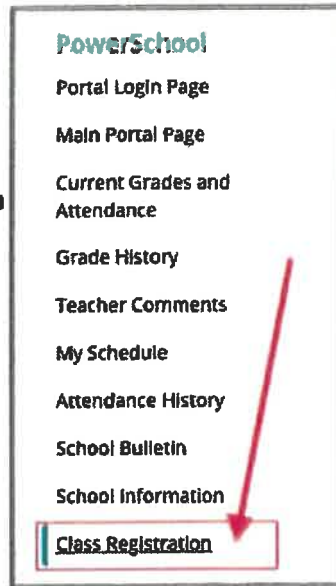 PowerSchool
Portal Login Page
Main Portal Page
Current Grades and
Attendance
Grade History
Teacher Comments
My Schedule
Attendance History
School Bulletin
School Information
Class Registration